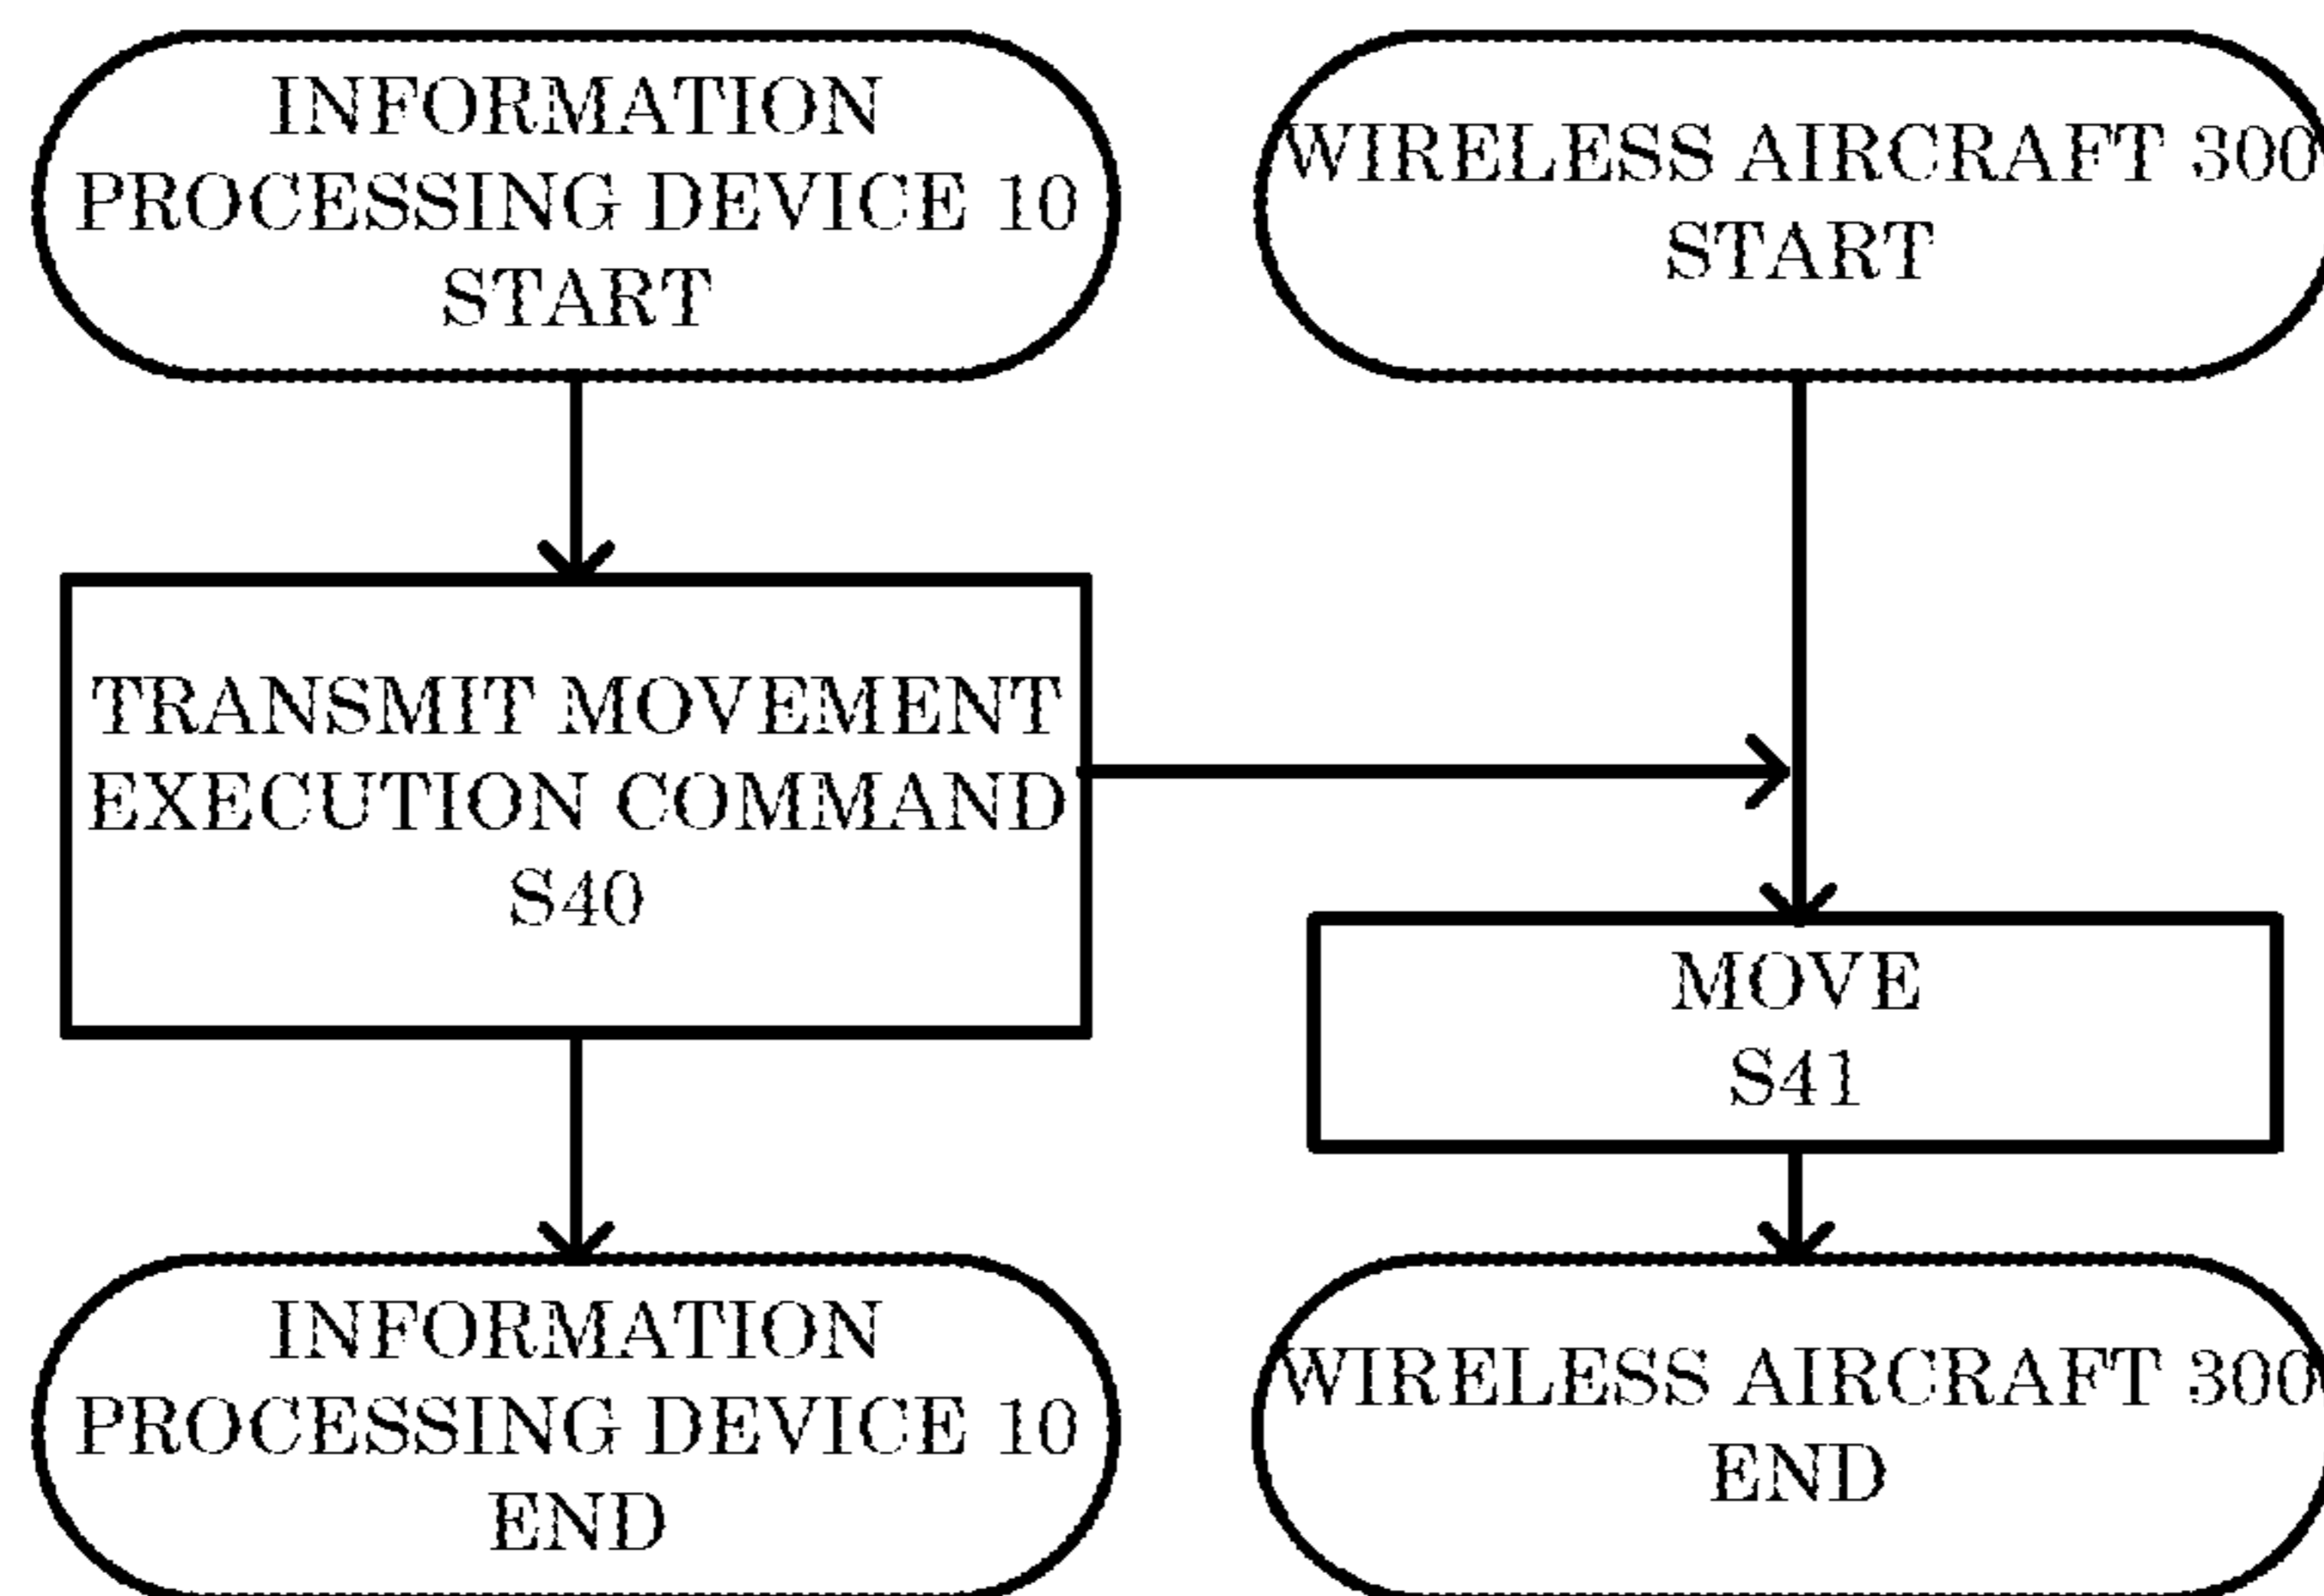 INFORMATION
PROCESSING DEVICE 10
START
WIRELESS AIRCRAFT 300
START
TRANSMIT MOVEMENT
EXECUTION COMMAND
S40
MOVE
S41
INFORMATION
PROCESSING DEVICE 10
END
WIRELESS AIRCRAFT 300
END